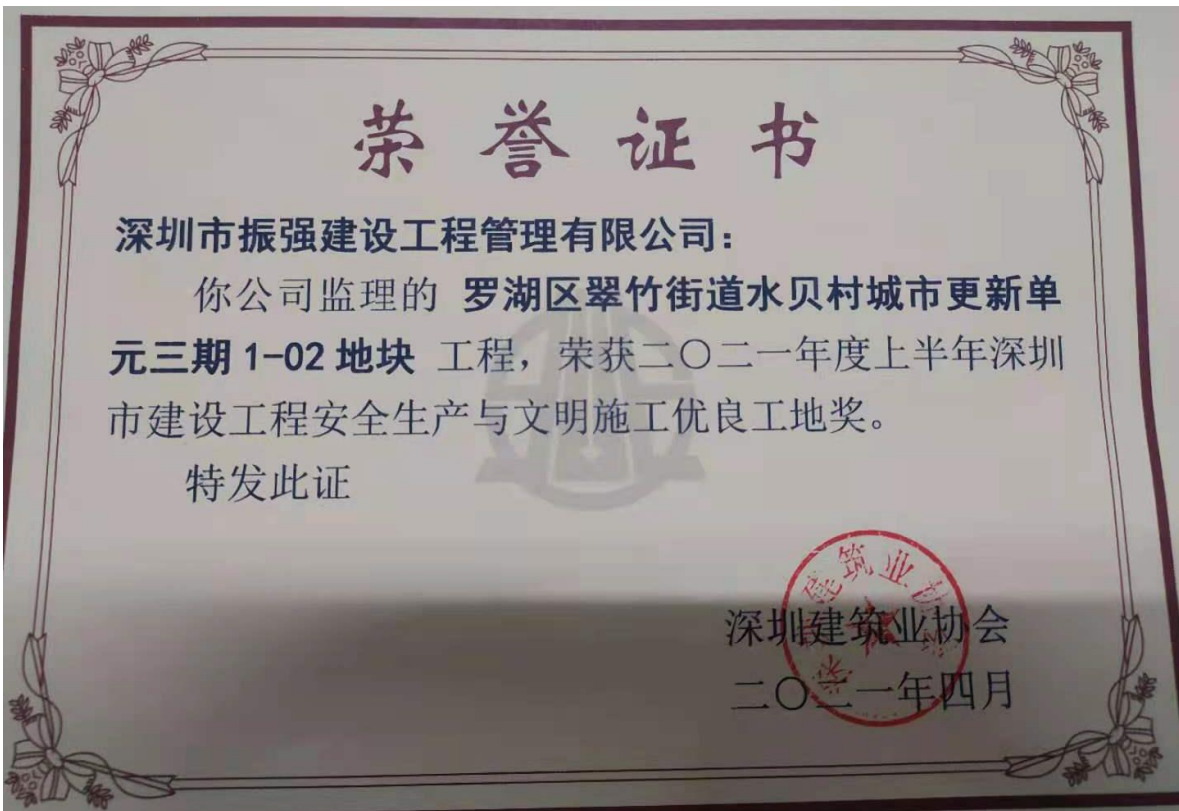 荣誉证书
深圳市振强建设工程管理有限公司：
你公司监理的 罗湖区翠竹街道水贝村城市更新单
元三期1-02地块 工程，荣获二〇二一年度上半年深圳
市建设工程安全生产与文明施工优良工地奖。
特发此证
深圳建筑业协会
二〇二一年四月